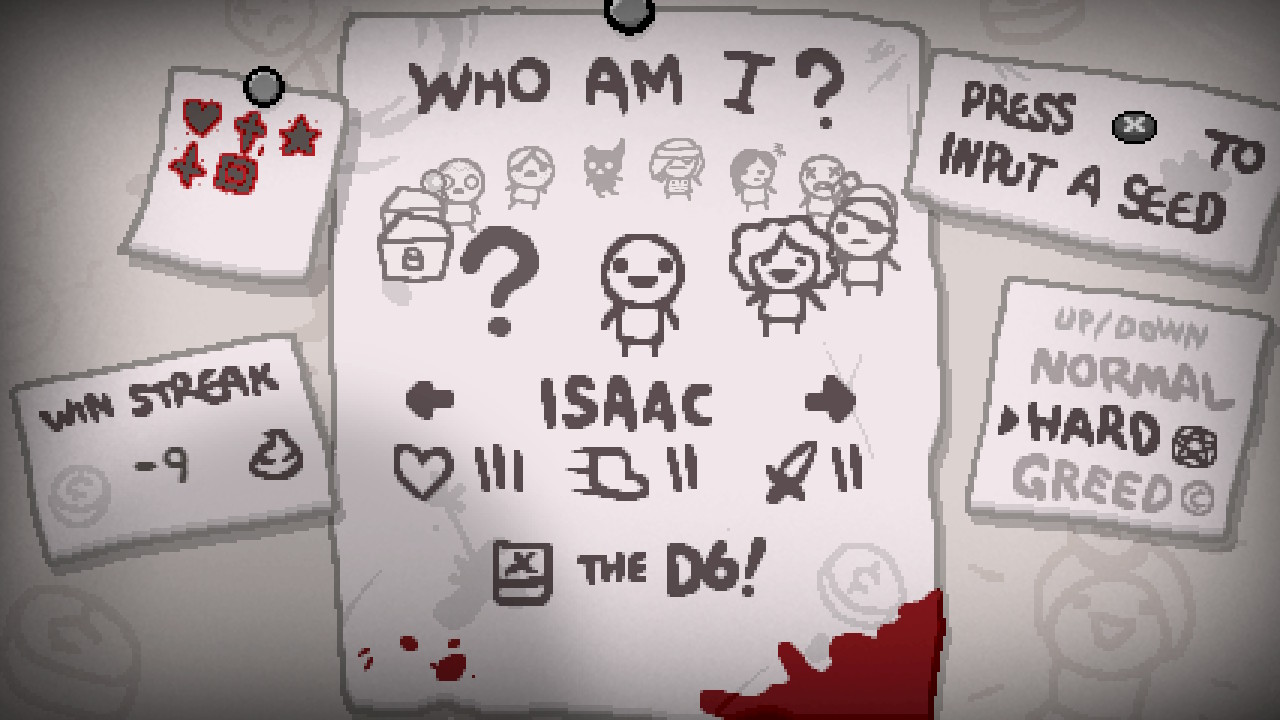 WHO AM I?
PRESS X TO
INPUT A SEED
WIN STREAK
-9
UP/DOWN
NORMAL
HARD
GREED
ISAAC
THE D6!